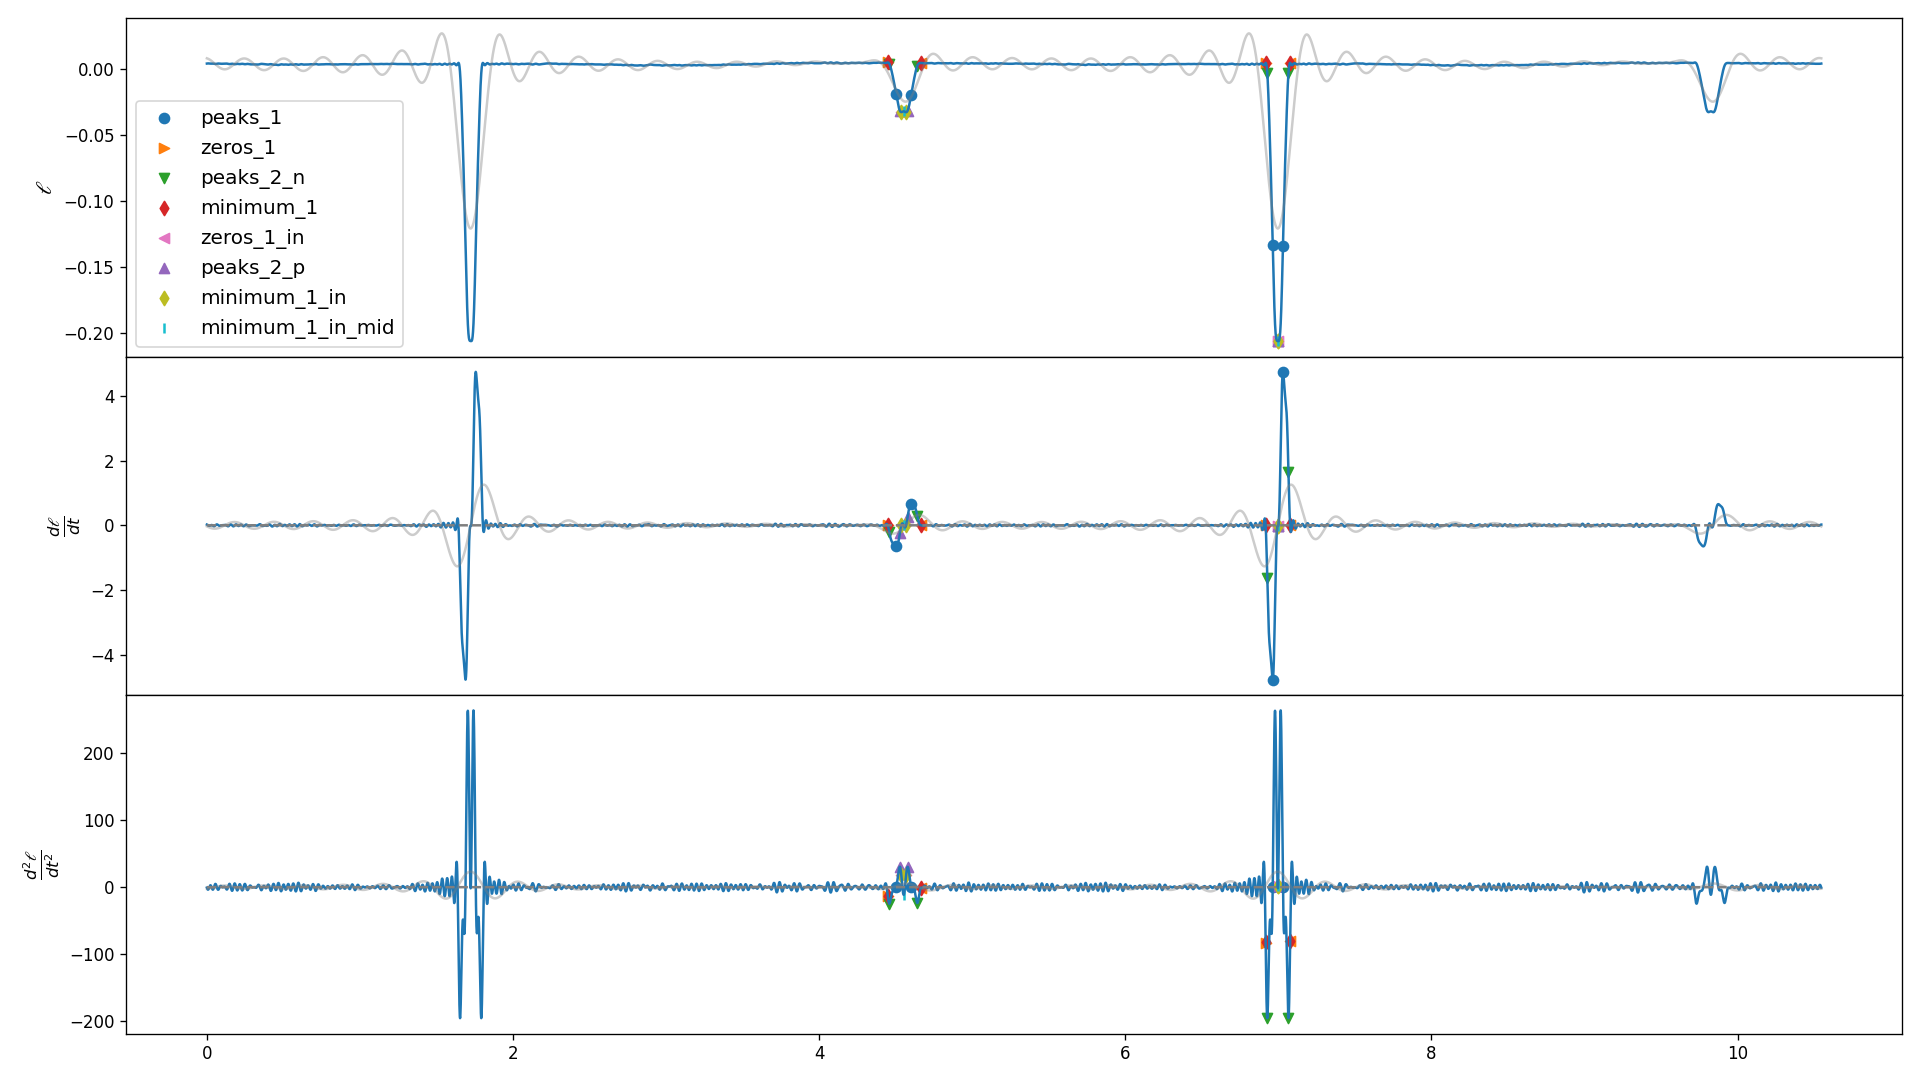 0.00
−0.05
−0.10
−0.15
−0.20
ℓ
peaks_1
zeros_1
peaks_2_n
minimum_1
zeros_1_in
peaks_2_p
minimum_1_in
minimum_1_in_mid
4
2
0
−2
−4
dℓ
dt
200
100
0
−100
−200
d²ℓ
dt²
0 2 4 6 8 10